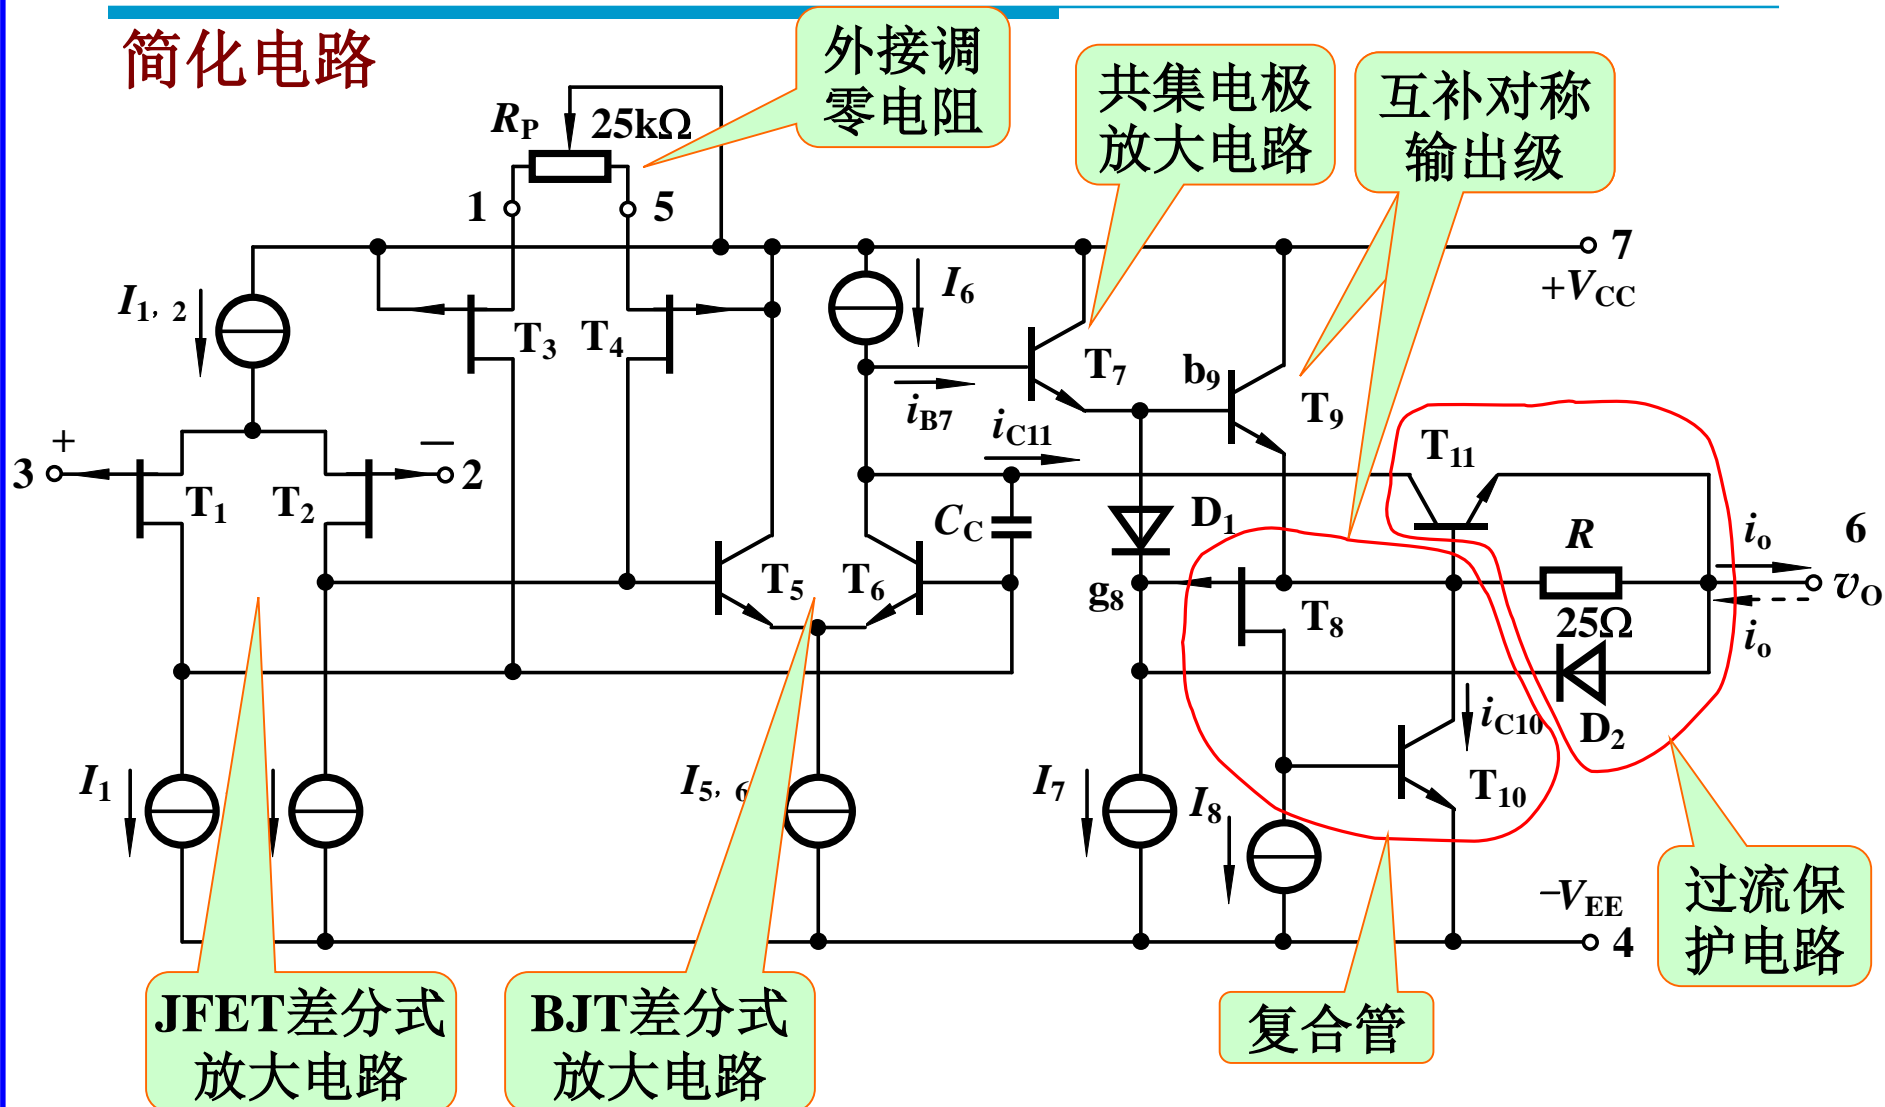 简化电路
外接调
零电阻
共集电极
放大电路
互补对称
输出级
R_P 25kΩ
1 5
7
+V_CC
I_1，2
T_3 T_4
I_6
T_7
b_9
T_9
i_B7
i_C11
T_11
+
3
T_1 T_2
—
2
C_C
D_1
R
i_o 6
T_5 T_6
g_8
T_8
25Ω
v_O
i_o
I_1
I_5，6
I_7
I_8
i_C10
T_10
D_2
−V_EE
4
过流保
护电路
JFET差分式
放大电路
BJT差分式
放大电路
复合管